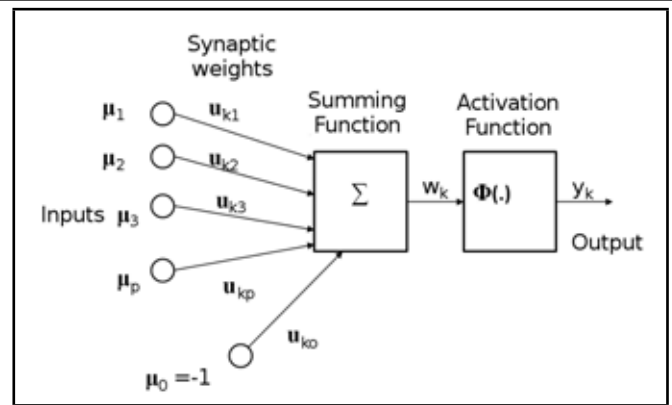 Synaptic
weights
μ1
uk1
Summing
Function
Activation
Function
μ2
uk2
Σ
wk
Φ(.)
yk
Inputs μ3
uk3
Output
μp
ukp
uko
μ0 =-1